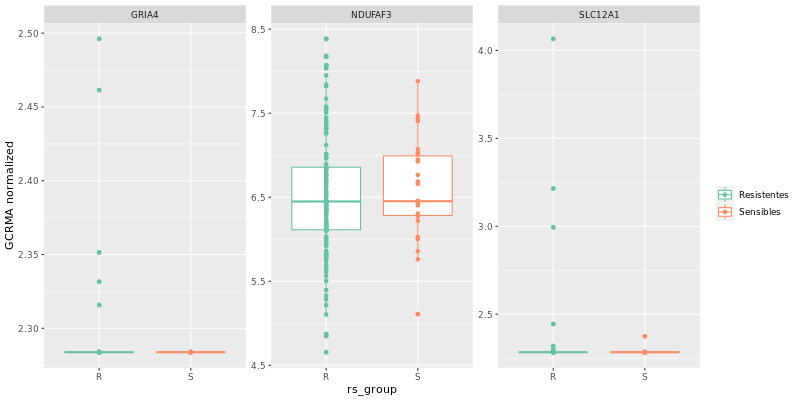 GRIA4
NDUFAF3
SLC12A1
GCRMA normalized
2.50
2.45
2.40
2.35
2.30
8.5
7.5
6.5
5.5
4.5
4.0
3.5
3.0
2.5
R
S
R
S
R
S
rs_group
Resistentes
Sensibles